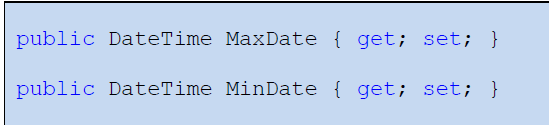 public DateTime MaxDate { get; set; }
public DateTime MinDate { get; set; }